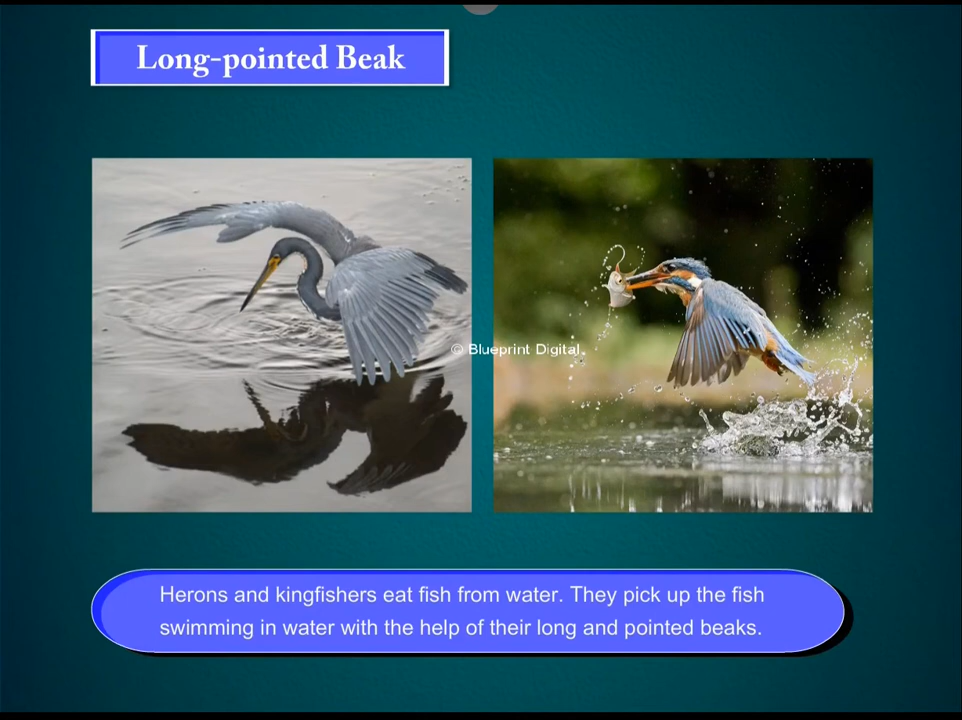 Long-pointed Beak
© Blueprint Digital
Herons and kingfishers eat fish from water. They pick up the fish
swimming in water with the help of their long and pointed beaks.